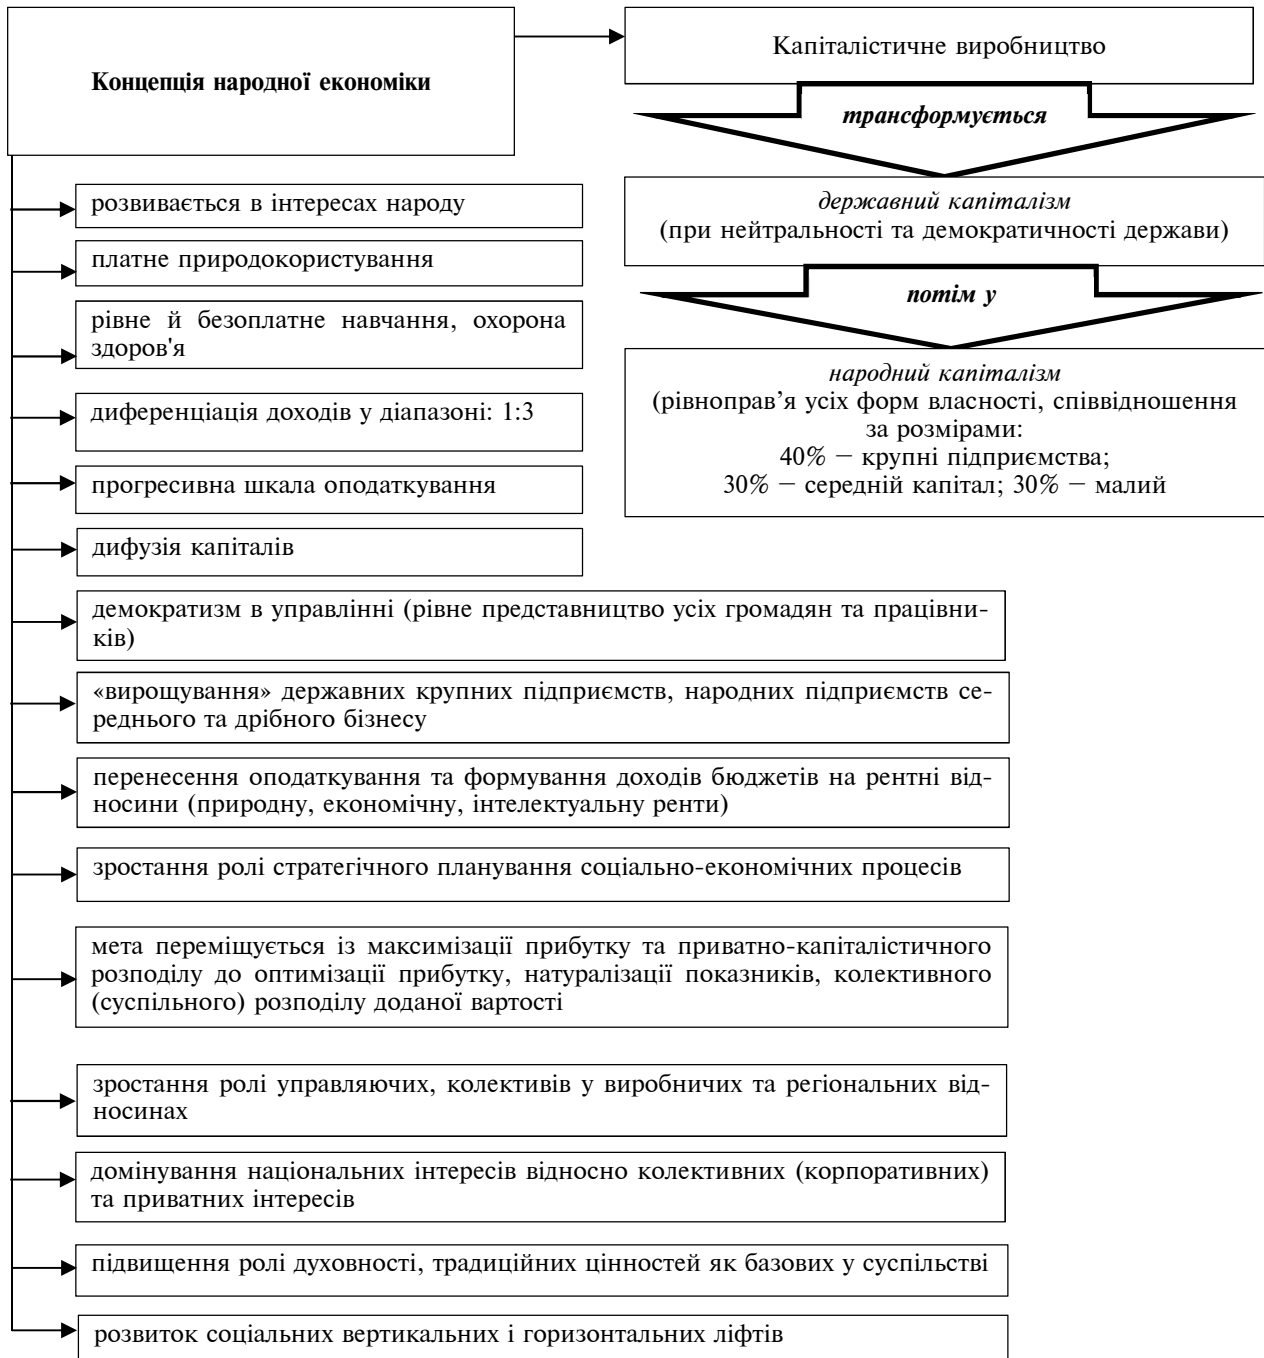 Концепція народної економіки
Капіталістичне виробництво
трансформується
державний капіталізм
(при нейтральності та демократичності держави)
потім у
народний капіталізм
(рівноправ’я усіх форм власності, співвідношення
за розмірами:
40% − крупні підприємства;
30% − середній капітал; 30% − малий
розвивається в інтересах народу
платне природокористування
рівне й безоплатне навчання, охорона
здоров'я
диференціація доходів у діапазоні: 1:3
прогресивна шкала оподаткування
дифузія капіталів
демократизм в управлінні (рівне представництво усіх громадян та працівни-
ків)
«вирощування» державних крупних підприємств, народних підприємств се-
реднього та дрібного бізнесу
перенесення оподаткування та формування доходів бюджетів на рентні від-
носини (природну, економічну, інтелектуальну ренти)
зростання ролі стратегічного планування соціально-економічних процесів
мета переміщується із максимізації прибутку та приватно-капіталістичного
розподілу до оптимізації прибутку, натуралізації показників, колективного
(суспільного) розподілу доданої вартості
зростання ролі управляючих, колективів у виробничих та регіональних від-
носинах
домінування національних інтересів відносно колективних (корпоративних)
та приватних інтересів
підвищення ролі духовності, традиційних цінностей як базових у суспільстві
розвиток соціальних вертикальних і горизонтальних ліфтів